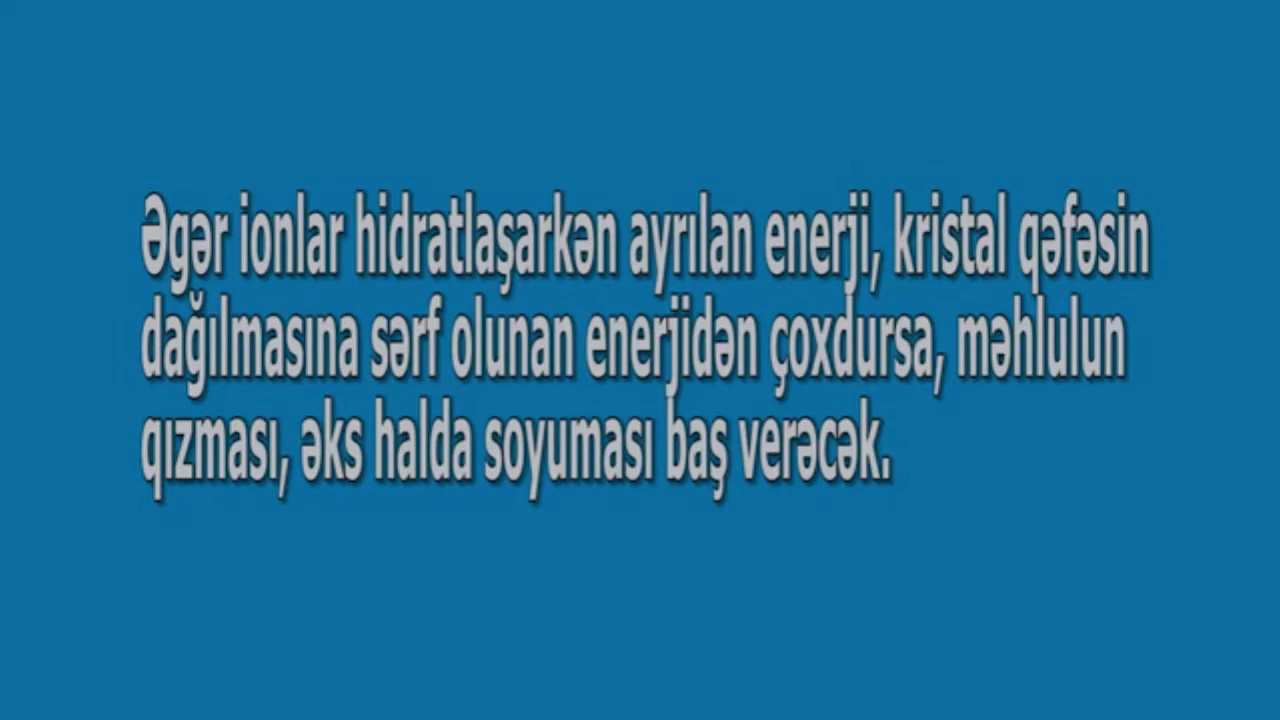 Əgər ionlar hidratlaşarkən ayrılan enerji, kristal qəfəsin
dağılmasına sərf olunan enerjidən çoxdursa, məhlulun
qızması, əks halda soyuması baş verəcək.